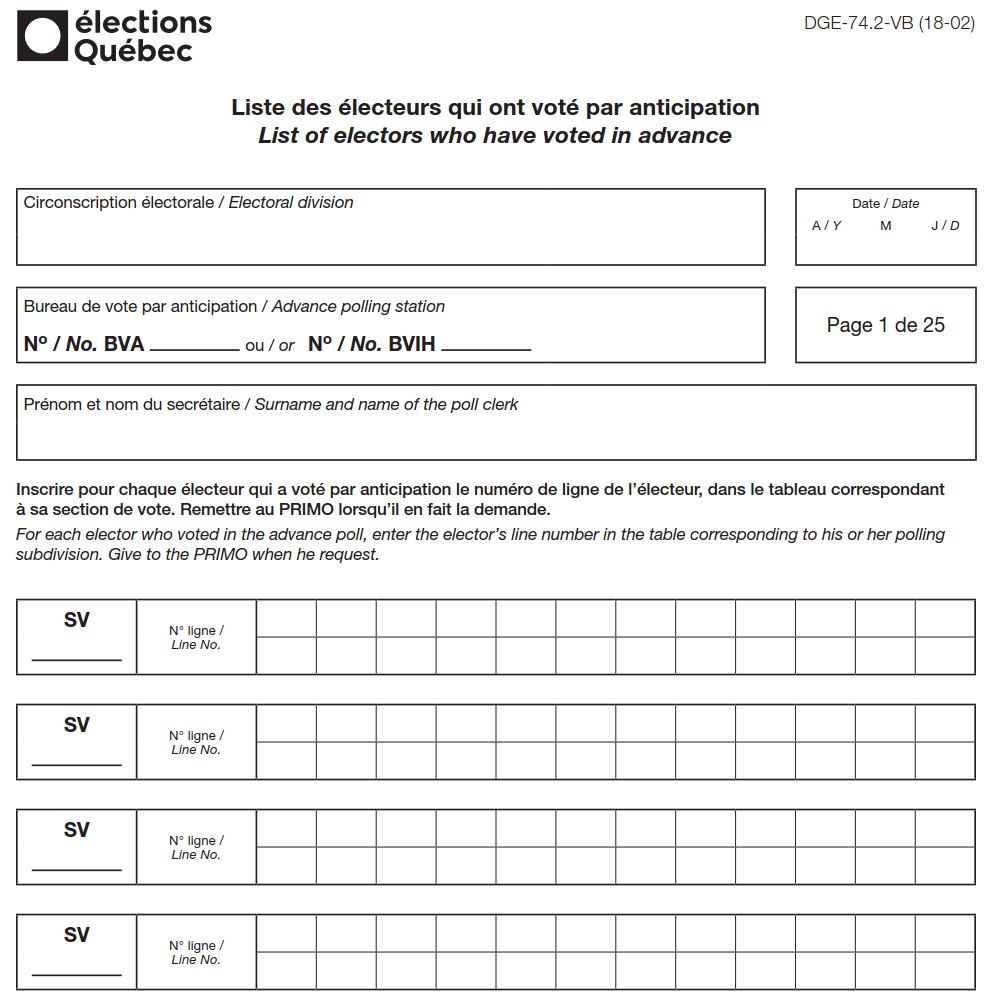 élections
Québec
DGE-74.2-VB (18-02)
Liste des électeurs qui ont voté par anticipation
List of electors who have voted in advance
Circonscription électorale / Electoral division
Date / Date
A / Y M J / D
Bureau de vote par anticipation / Advance polling station
Nº / No. BVA ou / or Nº / No. BVIH
Page 1 de 25
Prénom et nom du secrétaire / Surname and name of the poll clerk
Inscrire pour chaque électeur qui a voté par anticipation le numéro de ligne de l’électeur, dans le tableau correspondant
à sa section de vote. Remettre au PRIMO lorsqu’il en fait la demande.
For each elector who voted in the advance poll, enter the elector’s line number in the table corresponding to his or her polling
subdivision. Give to the PRIMO when he request.
SV
N° ligne /
Line No.
SV
N° ligne /
Line No.
SV
N° ligne /
Line No.
SV
N° ligne /
Line No.